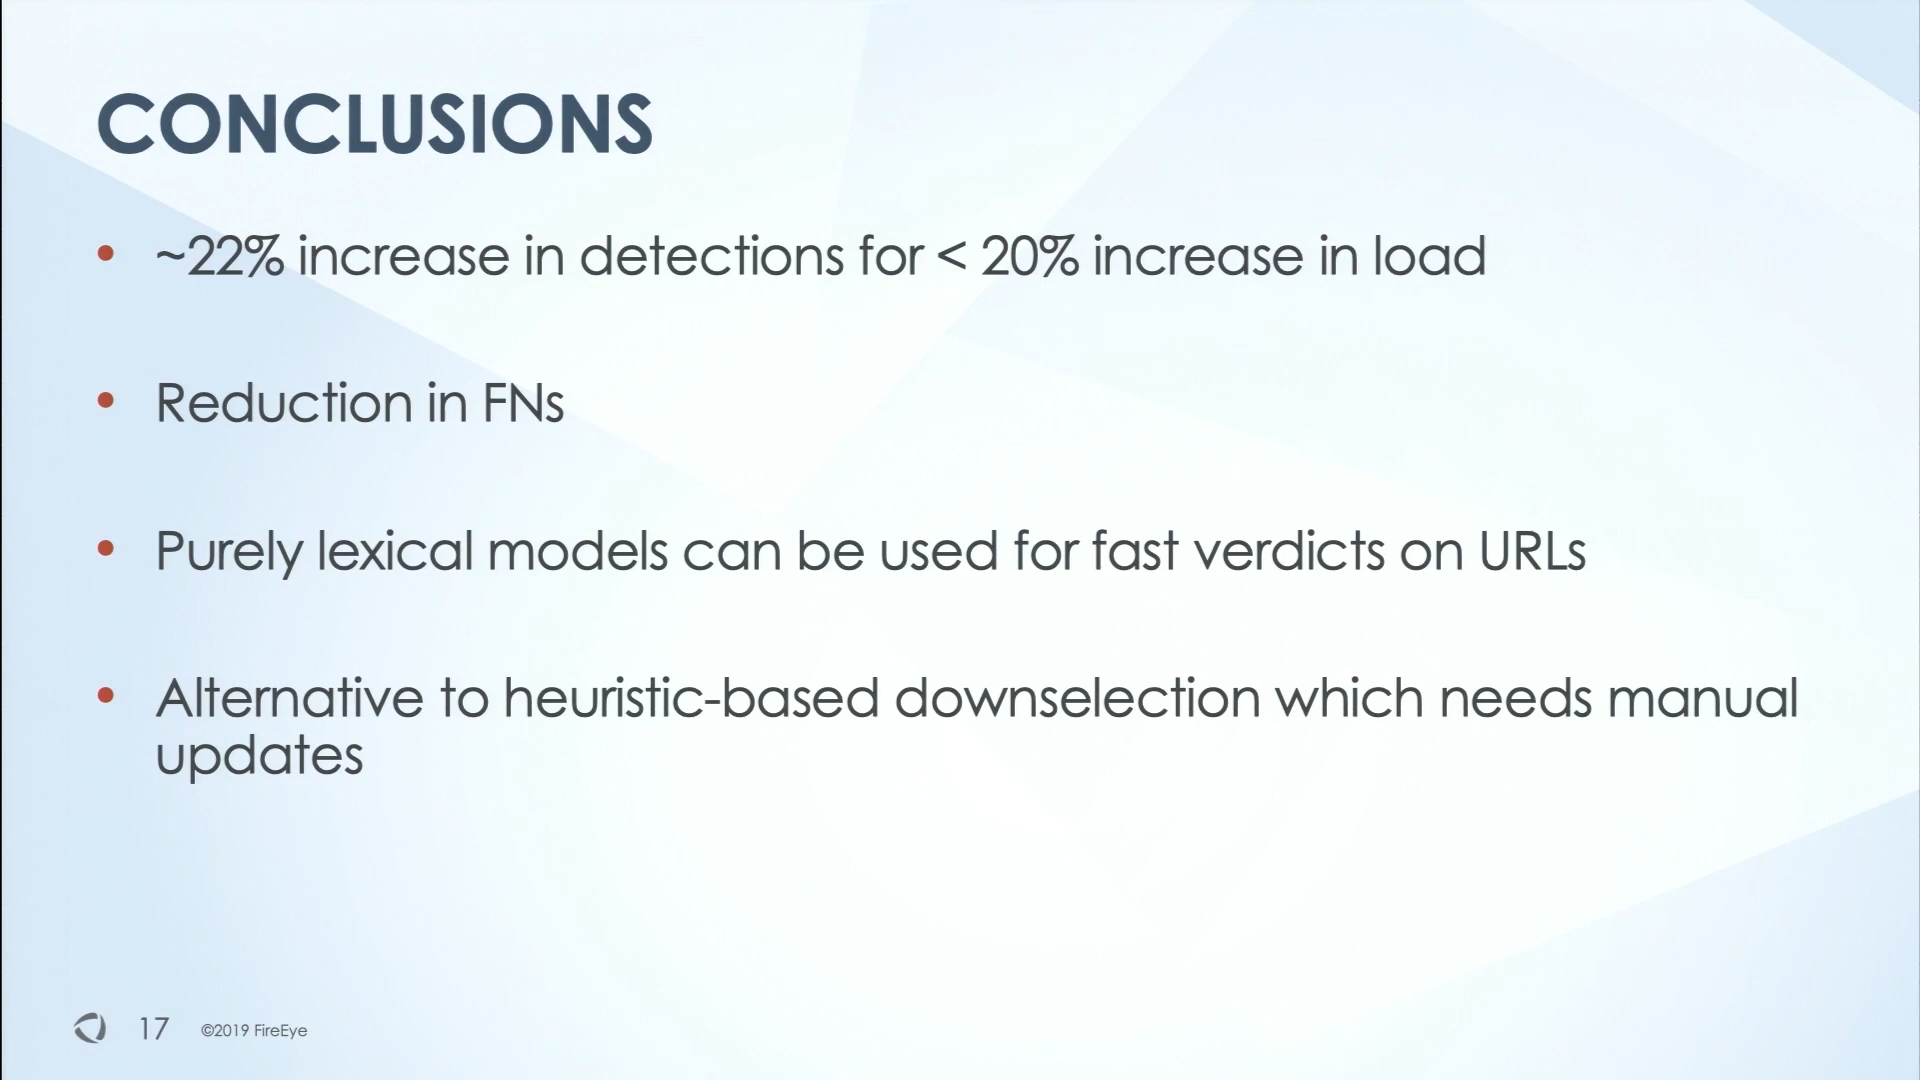 CONCLUSIONS
• ~22% increase in detections for < 20% increase in load
• Reduction in FNs
• Purely lexical models can be used for fast verdicts on URLs
• Alternative to heuristic-based downselection which needs manual
updates
17 ©2019 FireEye